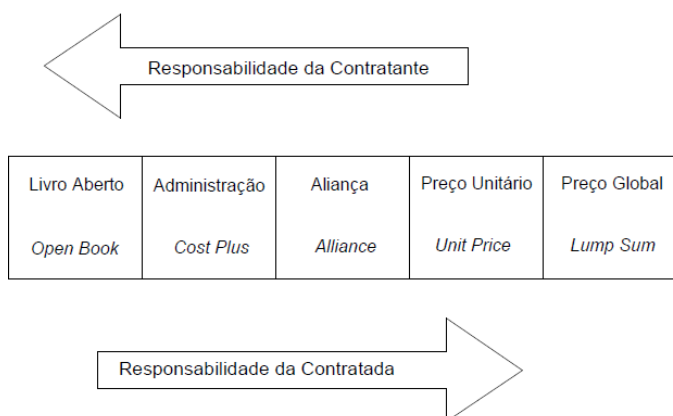 Responsabilidade da Contratante
Livro Aberto
Open Book
Administração
Cost Plus
Aliança
Alliance
Preço Unitário
Unit Price
Preço Global
Lump Sum
Responsabilidade da Contratada